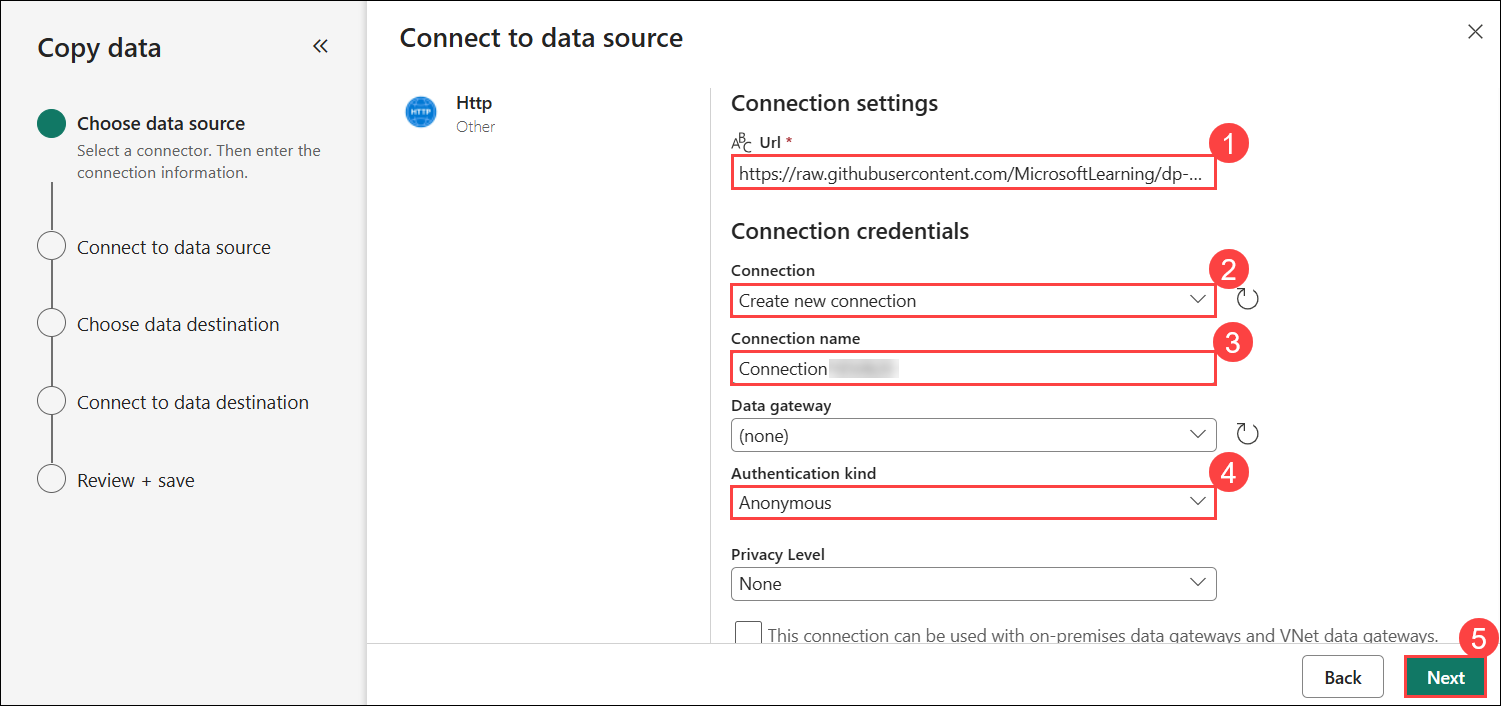 Copy data
Choose data source
Select a connector. Then enter the
connection information.
Connect to data source
Choose data destination
Connect to data destination
Review + save
Connect to data source
HTTP
Http
Other
Connection settings
ABC Url *
1
https://raw.githubusercontent.com/MicrosoftLearning/dp-...
Connection credentials
Connection
2
Create new connection
Connection name
3
Connection
Data gateway
(none)
Authentication kind
4
Anonymous
Privacy Level
None
This connection can be used with on-premises data gateways and VNet data gateways.
5
Back
Next